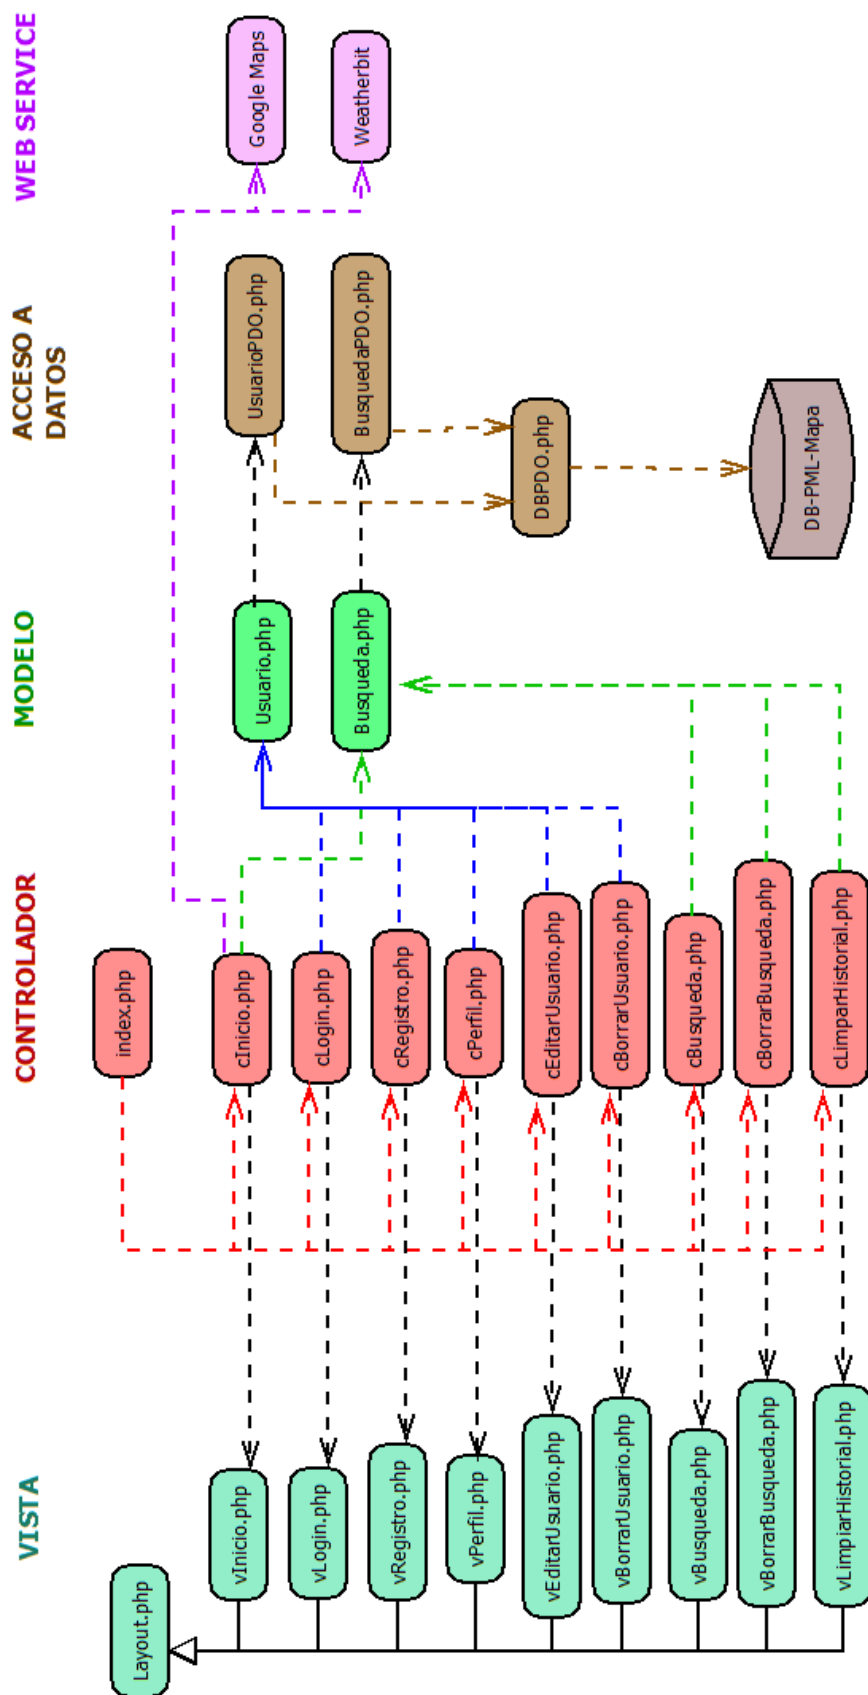 VISTA
CONTROLADOR
MODELO
ACCESO A
DATOS
WEB SERVICE
Layout.php
index.php
vInicio.php
cInicio.php
Usuario.php
UsuarioPDO.php
Google Maps
vLogin.php
cLogin.php
Busqueda.php
BusquedaPDO.php
Weatherbit
vRegistro.php
cRegistro.php
vPerfil.php
cPerfil.php
DBPDO.php
vEditarUsuario.php
cEditarUsuario.php
vBorrarUsuario.php
cBorrarUsuario.php
vBusqueda.php
cBusqueda.php
vBorrarBusqueda.php
cBorrarBusqueda.php
DB-PML-Mapa
vLimpiarHistorial.php
cLimparHistorial.php